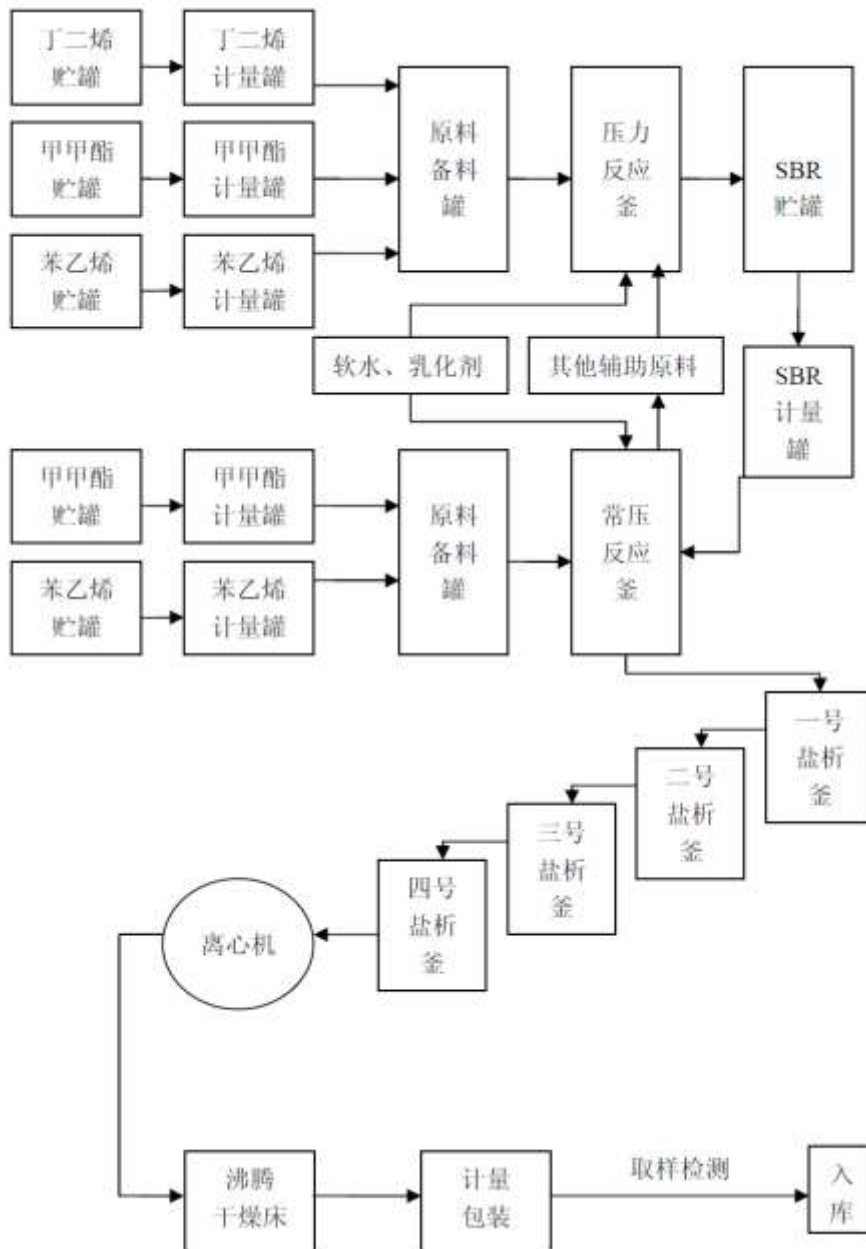 丁二烯
贮罐
丁二烯
计量罐
甲甲酯
贮罐
甲甲酯
计量罐
苯乙烯
贮罐
苯乙烯
计量罐
原料
备料
罐
压力
反应
釜
SBR
贮罐
软水、乳化剂
其他辅助原料
SBR
计量
罐
甲甲酯
贮罐
甲甲酯
计量罐
苯乙烯
贮罐
苯乙烯
计量罐
原料
备料
罐
常压
反应
釜
一号
盐析
釜
二号
盐析
釜
三号
盐析
釜
四号
盐析
釜
离心机
沸腾
干燥床
计量
包装
取样检测
入
库